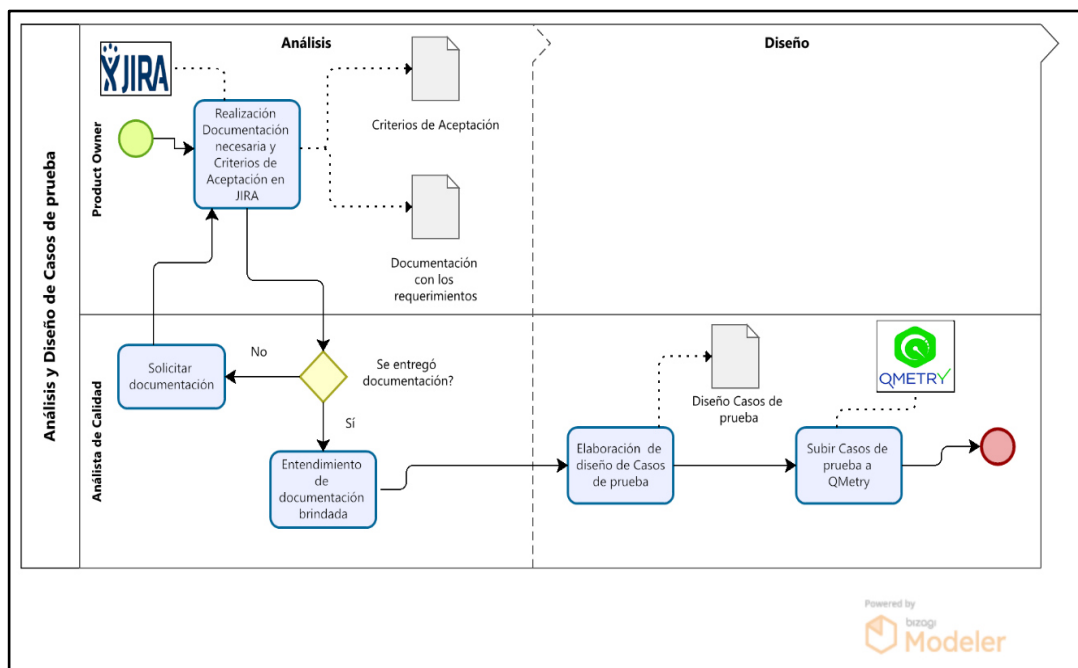 Análisis y Diseño de Casos de prueba
Análisis
Diseño
Product Owner
JIRA
Realización
Documentación
necesaria y
Criterios de
Aceptación en
JIRA
Criterios de Aceptación
Documentación
con los
requerimientos
Análista de Calidad
Solicitar
documentación
No
Se entregó
documentación?
Sí
Entendimiento
de
documentación
brindada
Diseño Casos de
prueba
QMETRY
Elaboración de
diseño de Casos
de prueba
Subir Casos de
prueba a
QMetry
Powered by
bizagi
Modeler